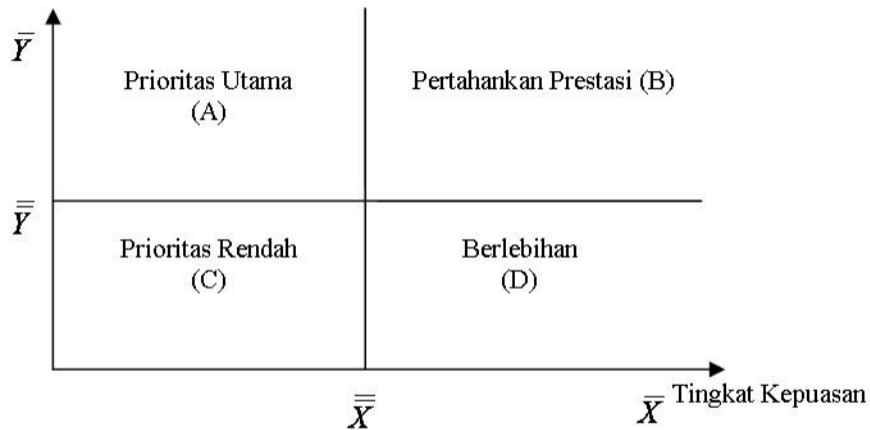 Y̅
Prioritas Utama
(A)
Pertahankan Prestasi (B)
Y̿
Prioritas Rendah
(C)
Berlebihan
(D)
X̿
X̅ Tingkat Kepuasan